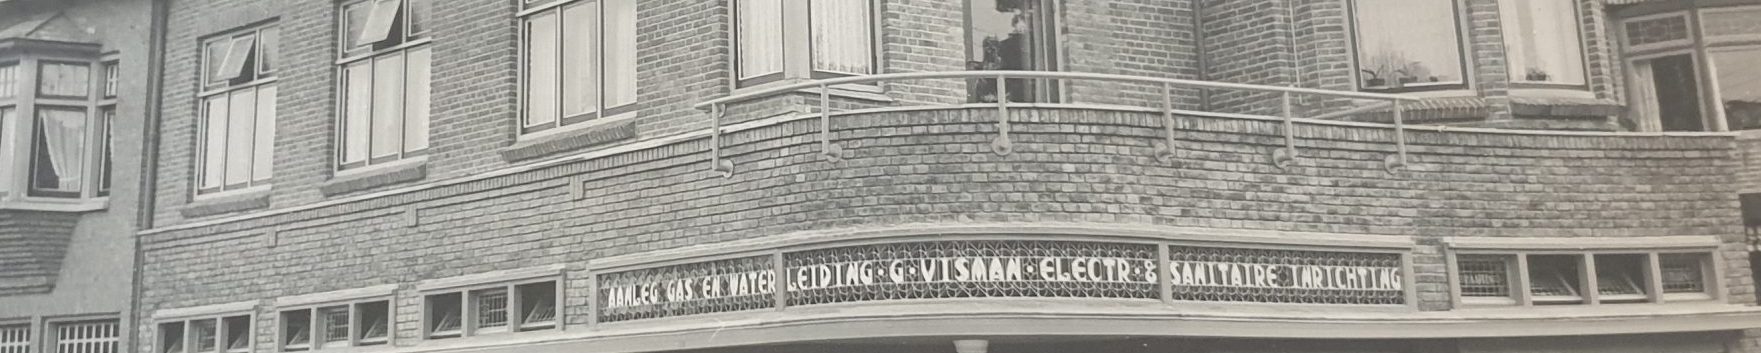 AANLEG GAS EN WATER LEIDING · G · VISMAN · ELECTR · & SANITAIRE INRICHTING